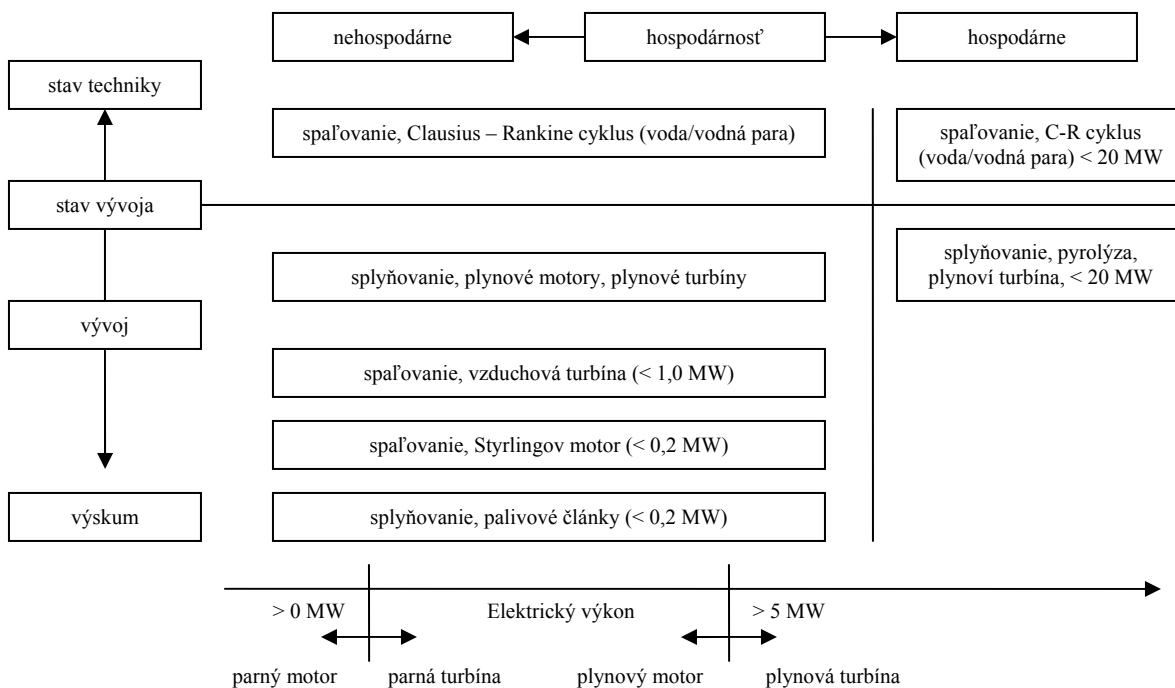 nehospodárne
hospodárnosť
hospodárne
stav techniky
spaľovanie, Clausius – Rankine cyklus (voda/vodná para)
spaľovanie, C-R cyklus
(voda/vodná para) < 20 MW
stav vývoja
splyňovanie, plynové motory, plynové turbíny
splyňovanie, pyrolýza,
plynoví turbína, < 20 MW
vývoj
spaľovanie, vzduchová turbína (< 1,0 MW)
spaľovanie, Styrlingov motor (< 0,2 MW)
výskum
splyňovanie, palivové články (< 0,2 MW)
> 0 MW
Elektrický výkon
> 5 MW
parný motor
parná turbína
plynový motor
plynová turbína